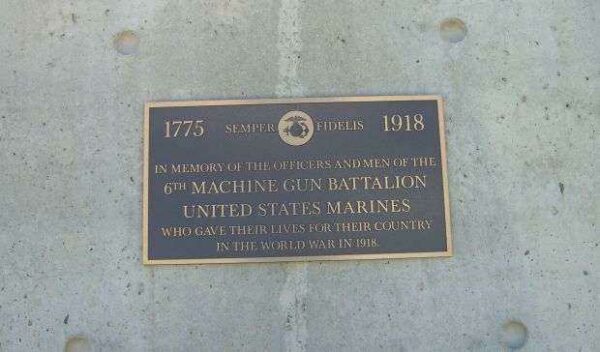 1775 SEMPER FIDELIS 1918
IN MEMORY OF THE OFFICERS AND MEN OF THE
6TH MACHINE GUN BATTALION
UNITED STATES MARINES
WHO GAVE THEIR LIVES FOR THEIR COUNTRY
IN THE WORLD WAR IN 1918.